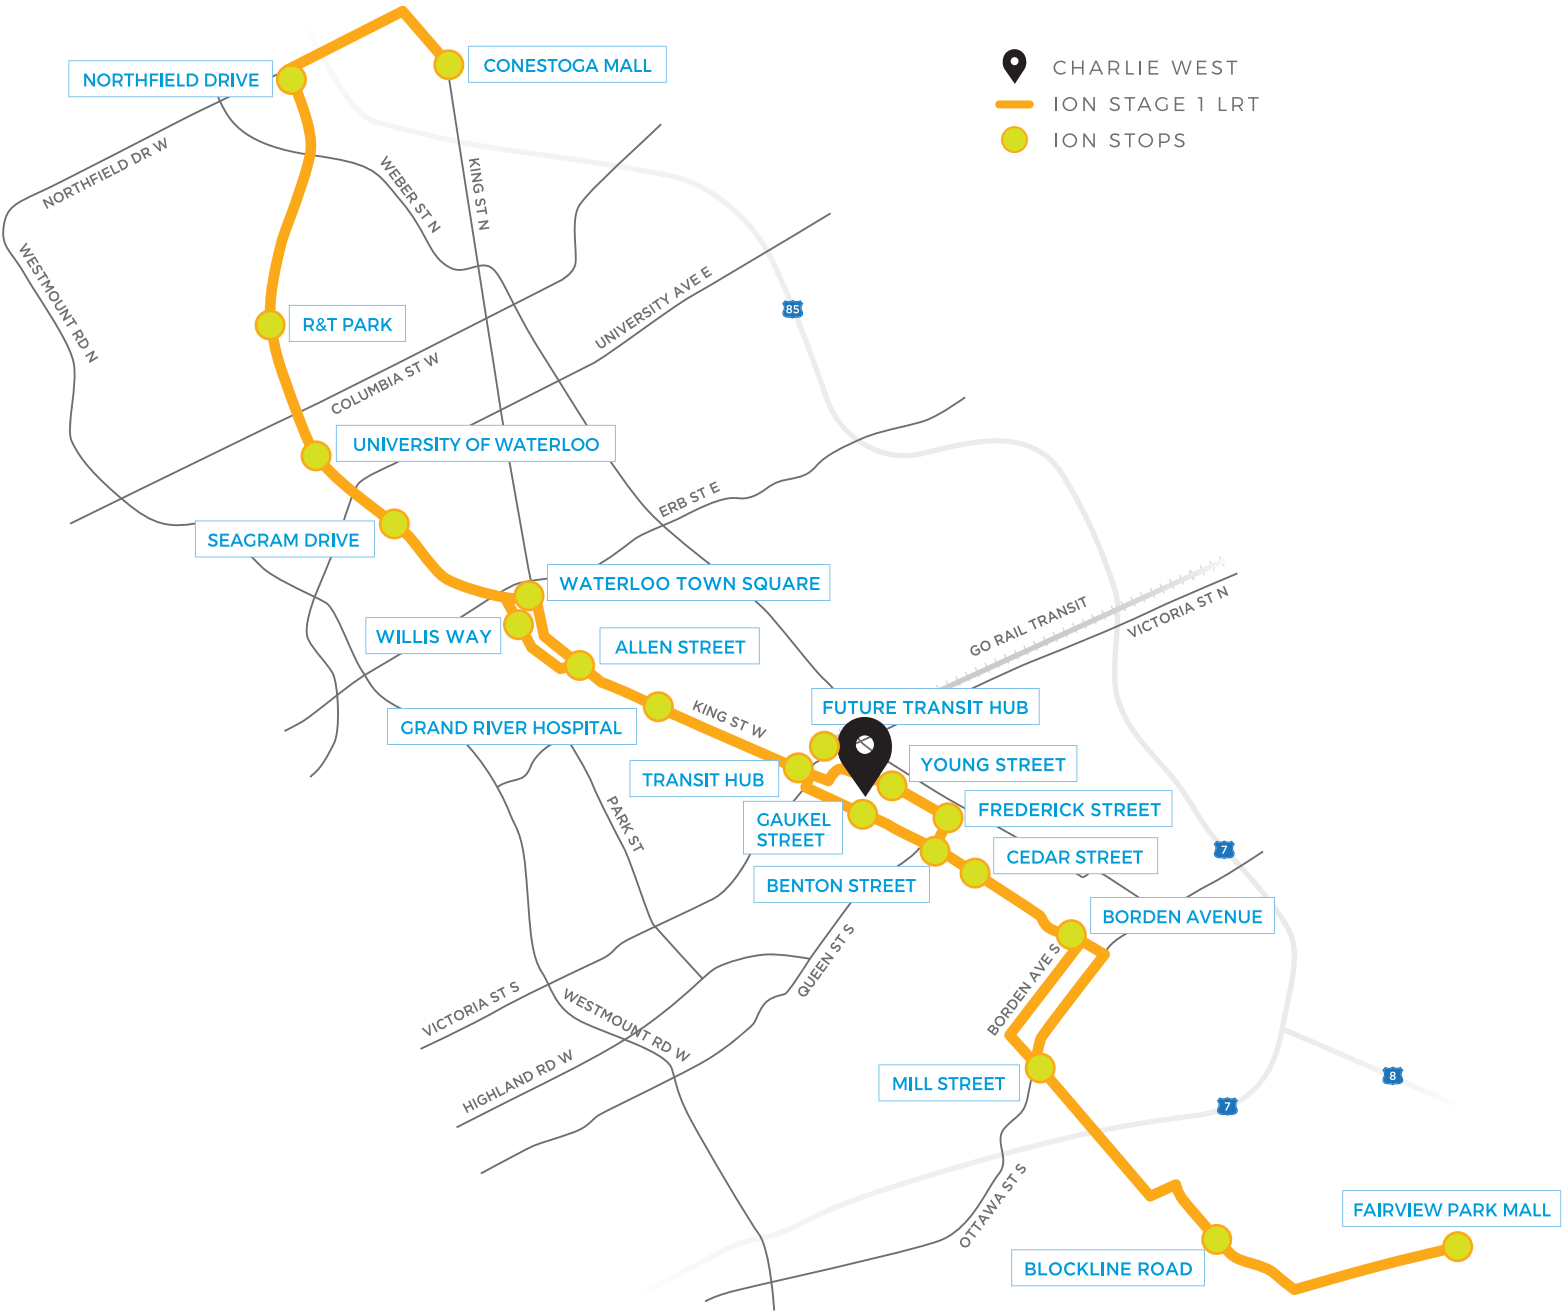 CONESTOGA MALL
NORTHFIELD DRIVE
CHARLIE WEST
ION STAGE 1 LRT
ION STOPS
NORTHFIELD DR W
WEBER ST N
KING ST N
WESTMOUNT RD N
UNIVERSITY AVE E
85
R&T PARK
COLUMBIA ST W
UNIVERSITY OF WATERLOO
ERB ST E
SEAGRAM DRIVE
WATERLOO TOWN SQUARE
WILLIS WAY
ALLEN STREET
GO RAIL TRANSIT
VICTORIA ST N
GRAND RIVER HOSPITAL
KING ST W
FUTURE TRANSIT HUB
TRANSIT HUB
YOUNG STREET
PARK ST
GAUKEL
STREET
FREDERICK STREET
CEDAR STREET
7
BENTON STREET
BORDEN AVENUE
QUEEN ST S
BORDEN AVE S
VICTORIA ST S
WESTMOUNT RD W
HIGHLAND RD W
MILL STREET
8
7
OTTAWA ST S
FAIRVIEW PARK MALL
BLOCKLINE ROAD